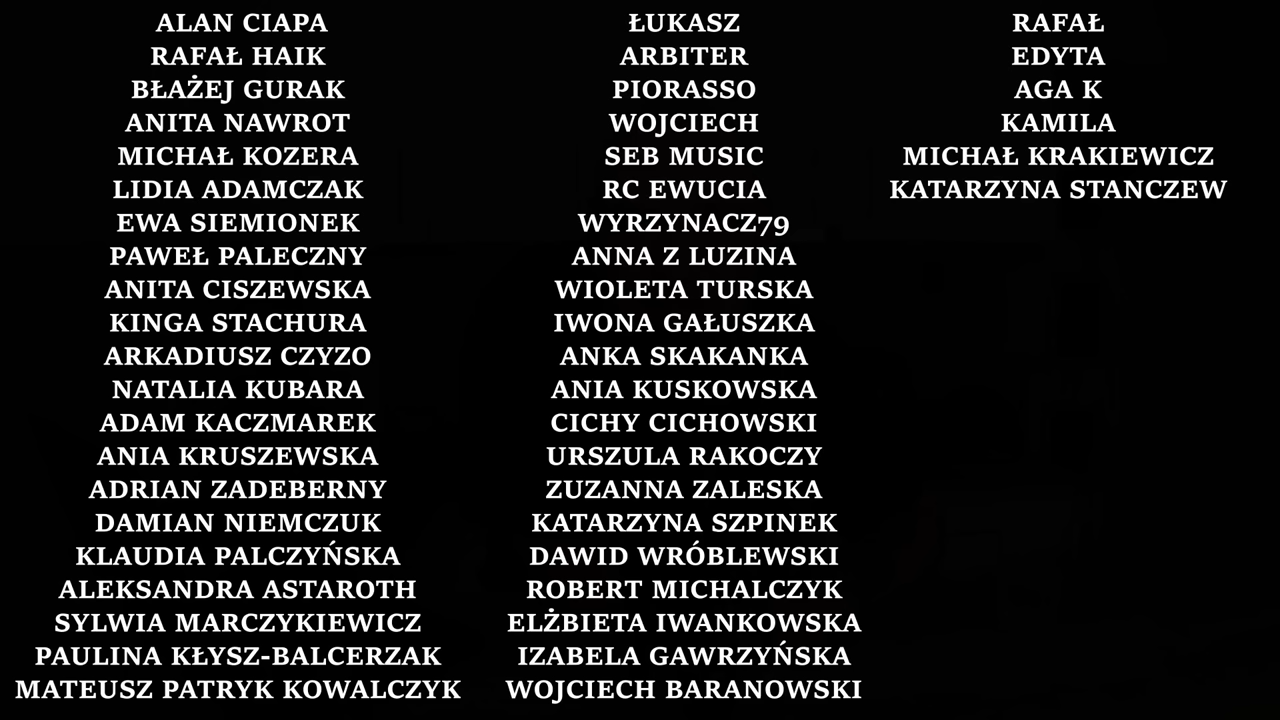 ALAN CIAPA
RAFAŁ HAIK
BŁAŻEJ GURAK
ANITA NAWROT
MICHAŁ KOZERA
LIDIA ADAMCZAK
EWA SIEMIONEK
PAWEŁ PALECZNY
ANITA CISZEWSKA
KINGA STACHURA
ARKADIUSZ CZYZO
NATALIA KUBARA
ADAM KACZMAREK
ANIA KRUSZEWSKA
ADRIAN ZADEBERNY
DAMIAN NIEMCZUK
KLAUDIA PALCZYŃSKA
ALEKSANDRA ASTAROTH
SYLWIA MARCZYKIEWICZ
PAULINA KŁYSZ-BALCERZAK
MATEUSZ PATRYK KOWALCZYK
ŁUKASZ
ARBITER
PIORASSO
WOJCIECH
SEB MUSIC
RC EWUCIA
WYRZYNACZ79
ANNA Z LUZINA
WIOLETA TURSKA
IWONA GAŁUSZKA
ANKA SKAKANKA
ANIA KUSKOWSKA
CICHY CICHOWSKI
URSZULA RAKOCZY
ZUZANNA ZALESKA
KATARZYNA SZPINEK
DAWID WRÓBLEWSKI
ROBERT MICHALCZYK
ELŻBIETA IWANKOWSKA
IZABELA GAWRZYŃSKA
WOJCIECH BARANOWSKI
RAFAŁ
EDYTA
AGA K
KAMILA
MICHAŁ KRAKIEWICZ
KATARZYNA STANCZEW